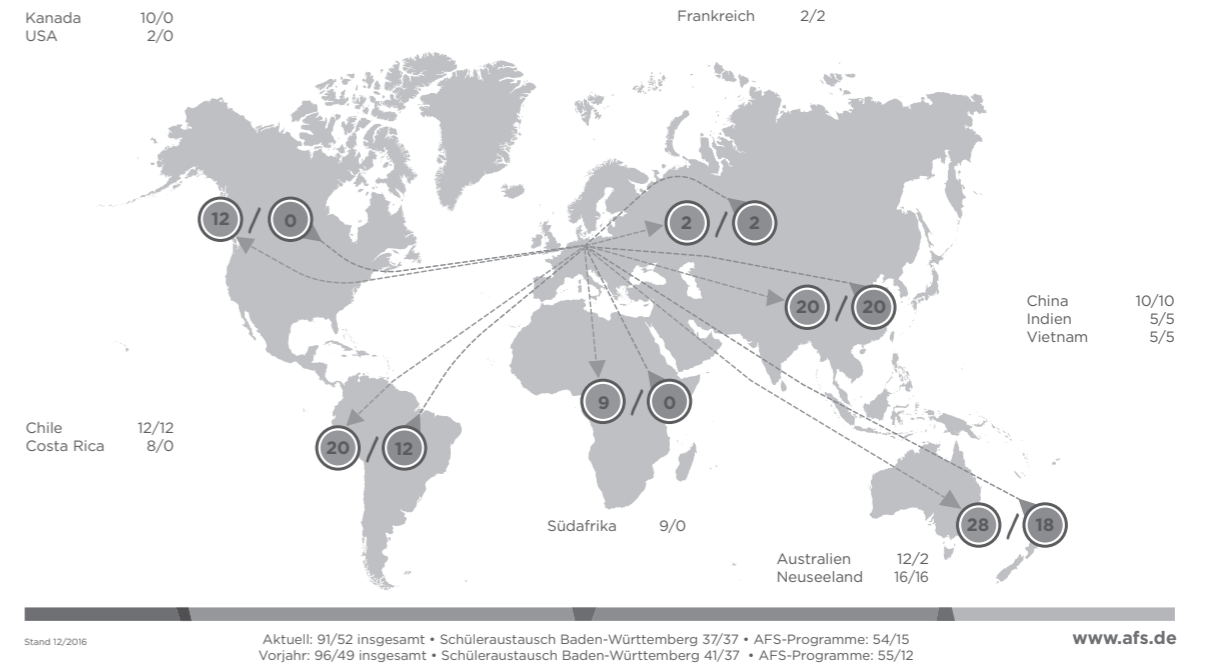 Kanada 10/0
USA 2/0
Frankreich 2/2
12 / 0
2 / 2
20 / 20
China 10/10
Indien 5/5
Vietnam 5/5
9 / 0
Chile 12/12
Costa Rica 8/0
20 / 12
Südafrika 9/0
28 / 18
Australien 12/2
Neuseeland 16/16
Stand 12/2016
Aktuell: 91/52 insgesamt • Schüleraustausch Baden-Württemberg 37/37 • AFS-Programme: 54/15
Vorjahr: 96/49 insgesamt • Schüleraustausch Baden-Württemberg 41/37 • AFS-Programme: 55/12
www.afs.de